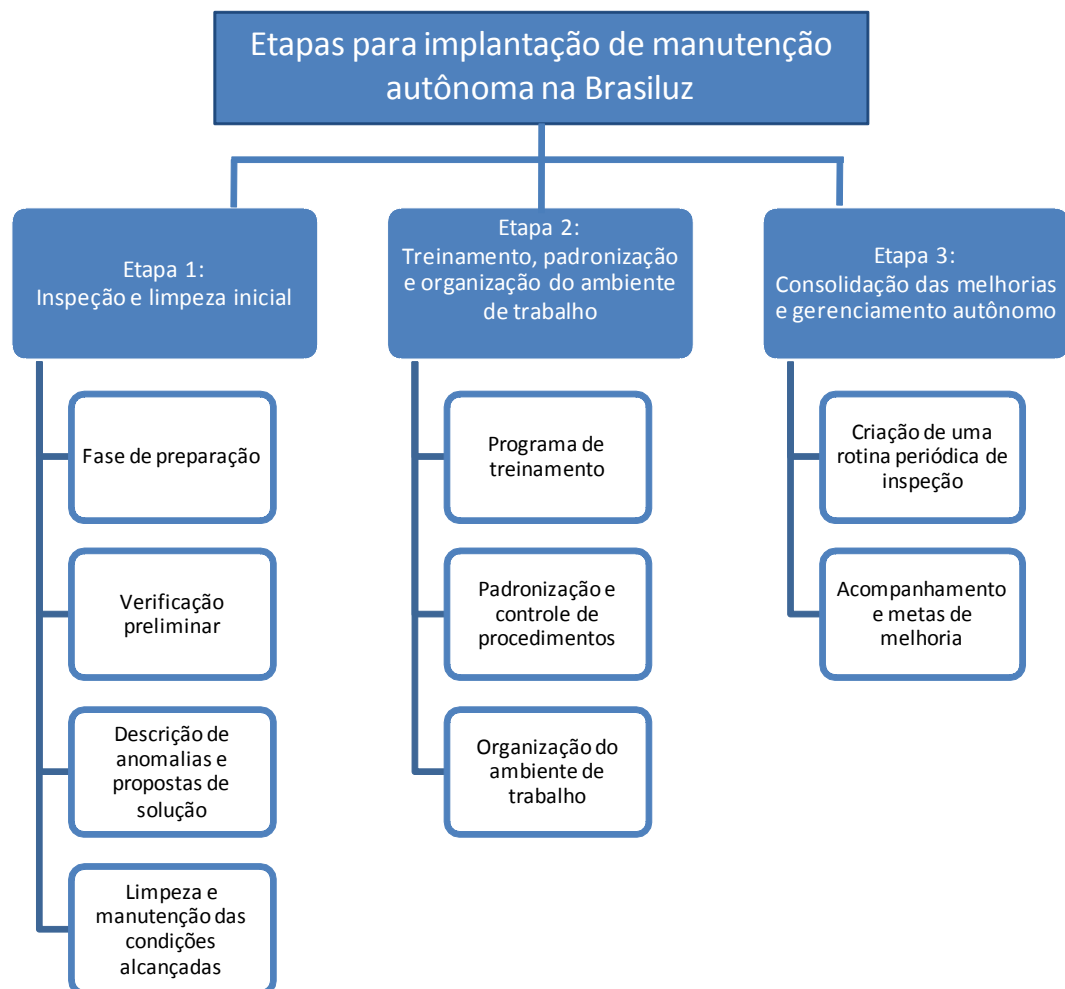 Etapas para implantação de manutenção
autônoma na Brasiluz
Etapa 1:
Inspeção e limpeza inicial
Fase de preparação
Verificação
preliminar
Descrição de
anomalias e
propostas de
solução
Limpeza e
manutenção das
condições
alcançadas
Etapa 2:
Treinamento, padronização
e organização do ambiente
de trabalho
Programa de
treinamento
Padronização e
controle de
procedimentos
Organização do
ambiente de
trabalho
Etapa 3:
Consolidação das melhorias
e gerenciamento autônomo
Criação de uma
rotina periódica de
inspeção
Acompanhamento
e metas de
melhoria